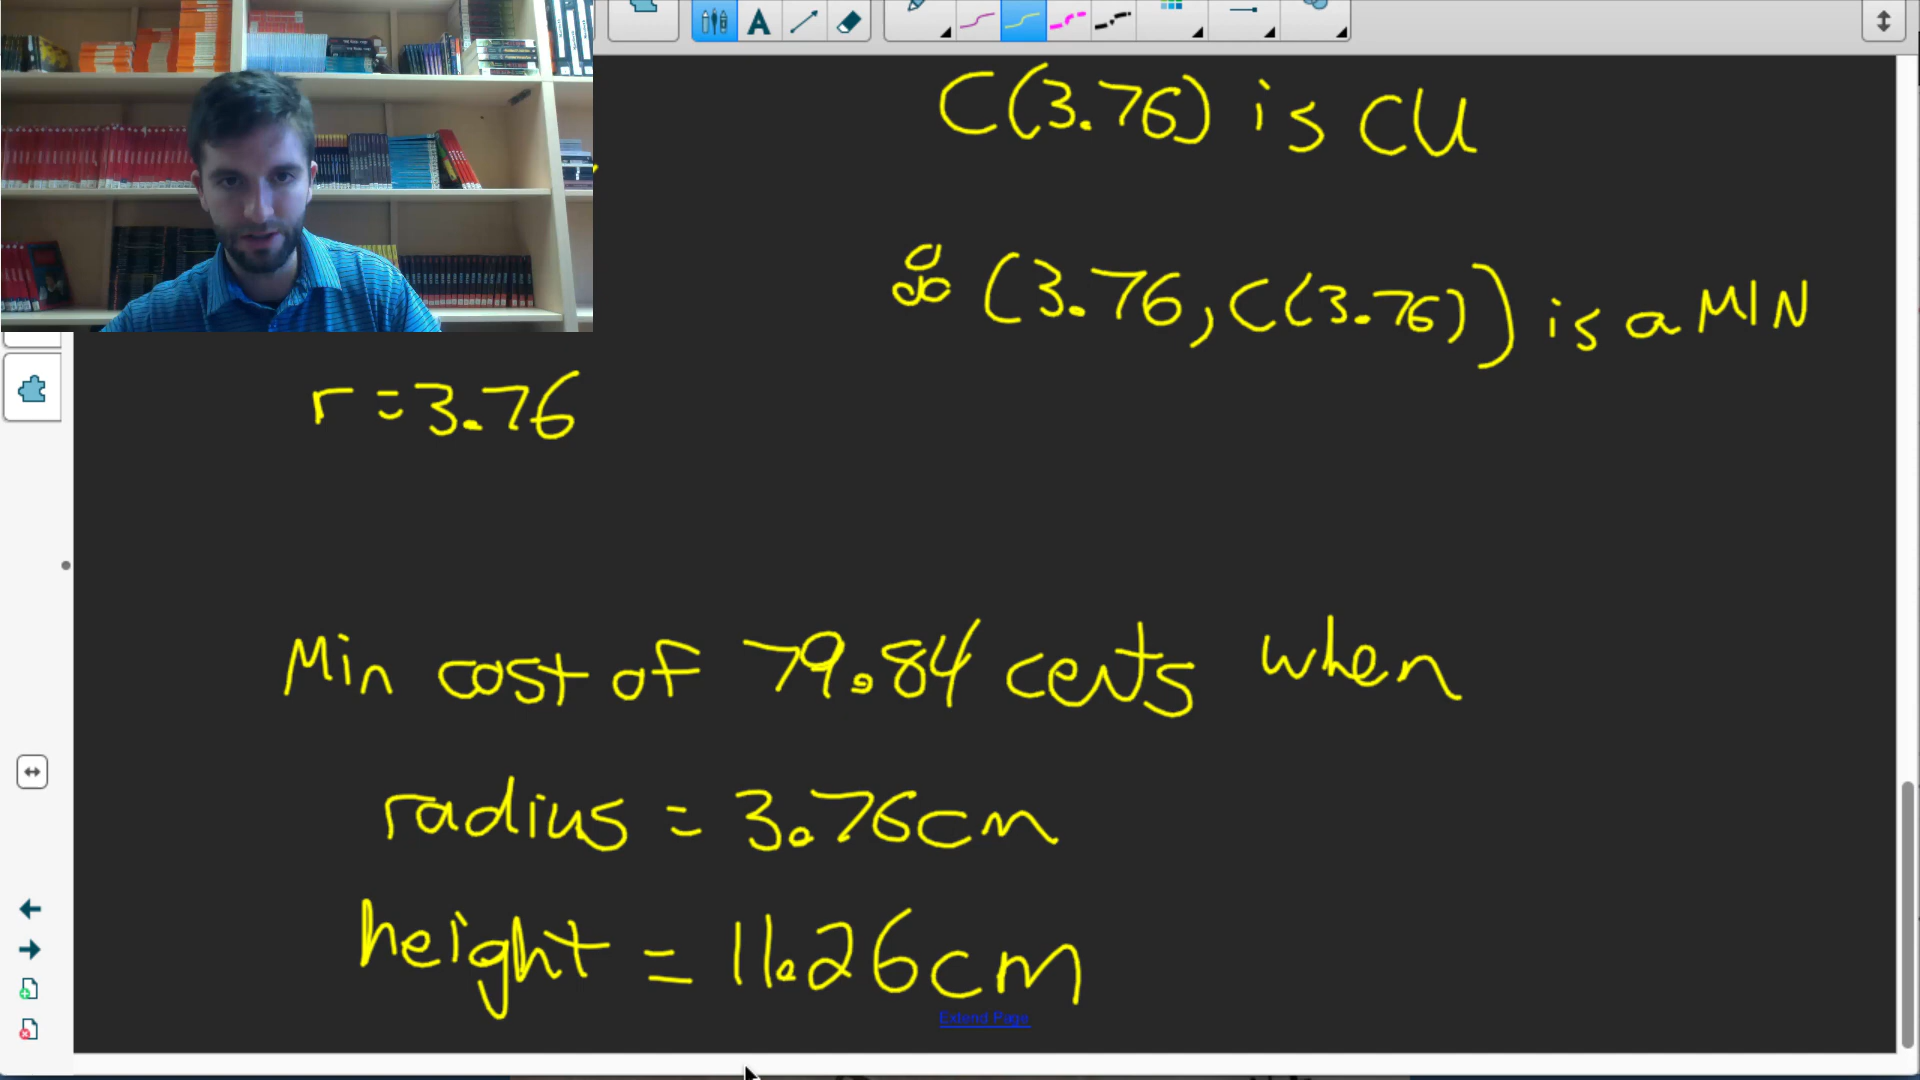 A
C(3.76) is CU
∴ (3.76, C(3.76)) is a MIN
r = 3.76
Min cost of 79.84 cents when
radius = 3.76cm
height = 11.26cm
Extend Page